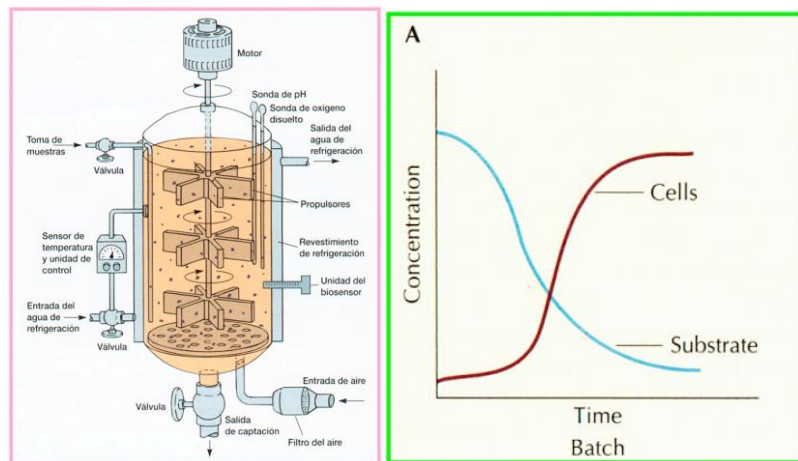 Motor
Sonda de pH
Sonda de oxígeno
disuelto
Toma de
muestras
Válvula
Salida del
agua de
refrigeración
Propulsores
Sensor de
temperatura
y unidad de
control
Revestimiento
de refrigeración
Unidad del
biosensor
Entrada del
agua de
refrigeración
Válvula
Entrada de aire
Válvula
Salida
de captación
Filtro del aire
A
Concentration
Cells
Substrate
Time
Batch